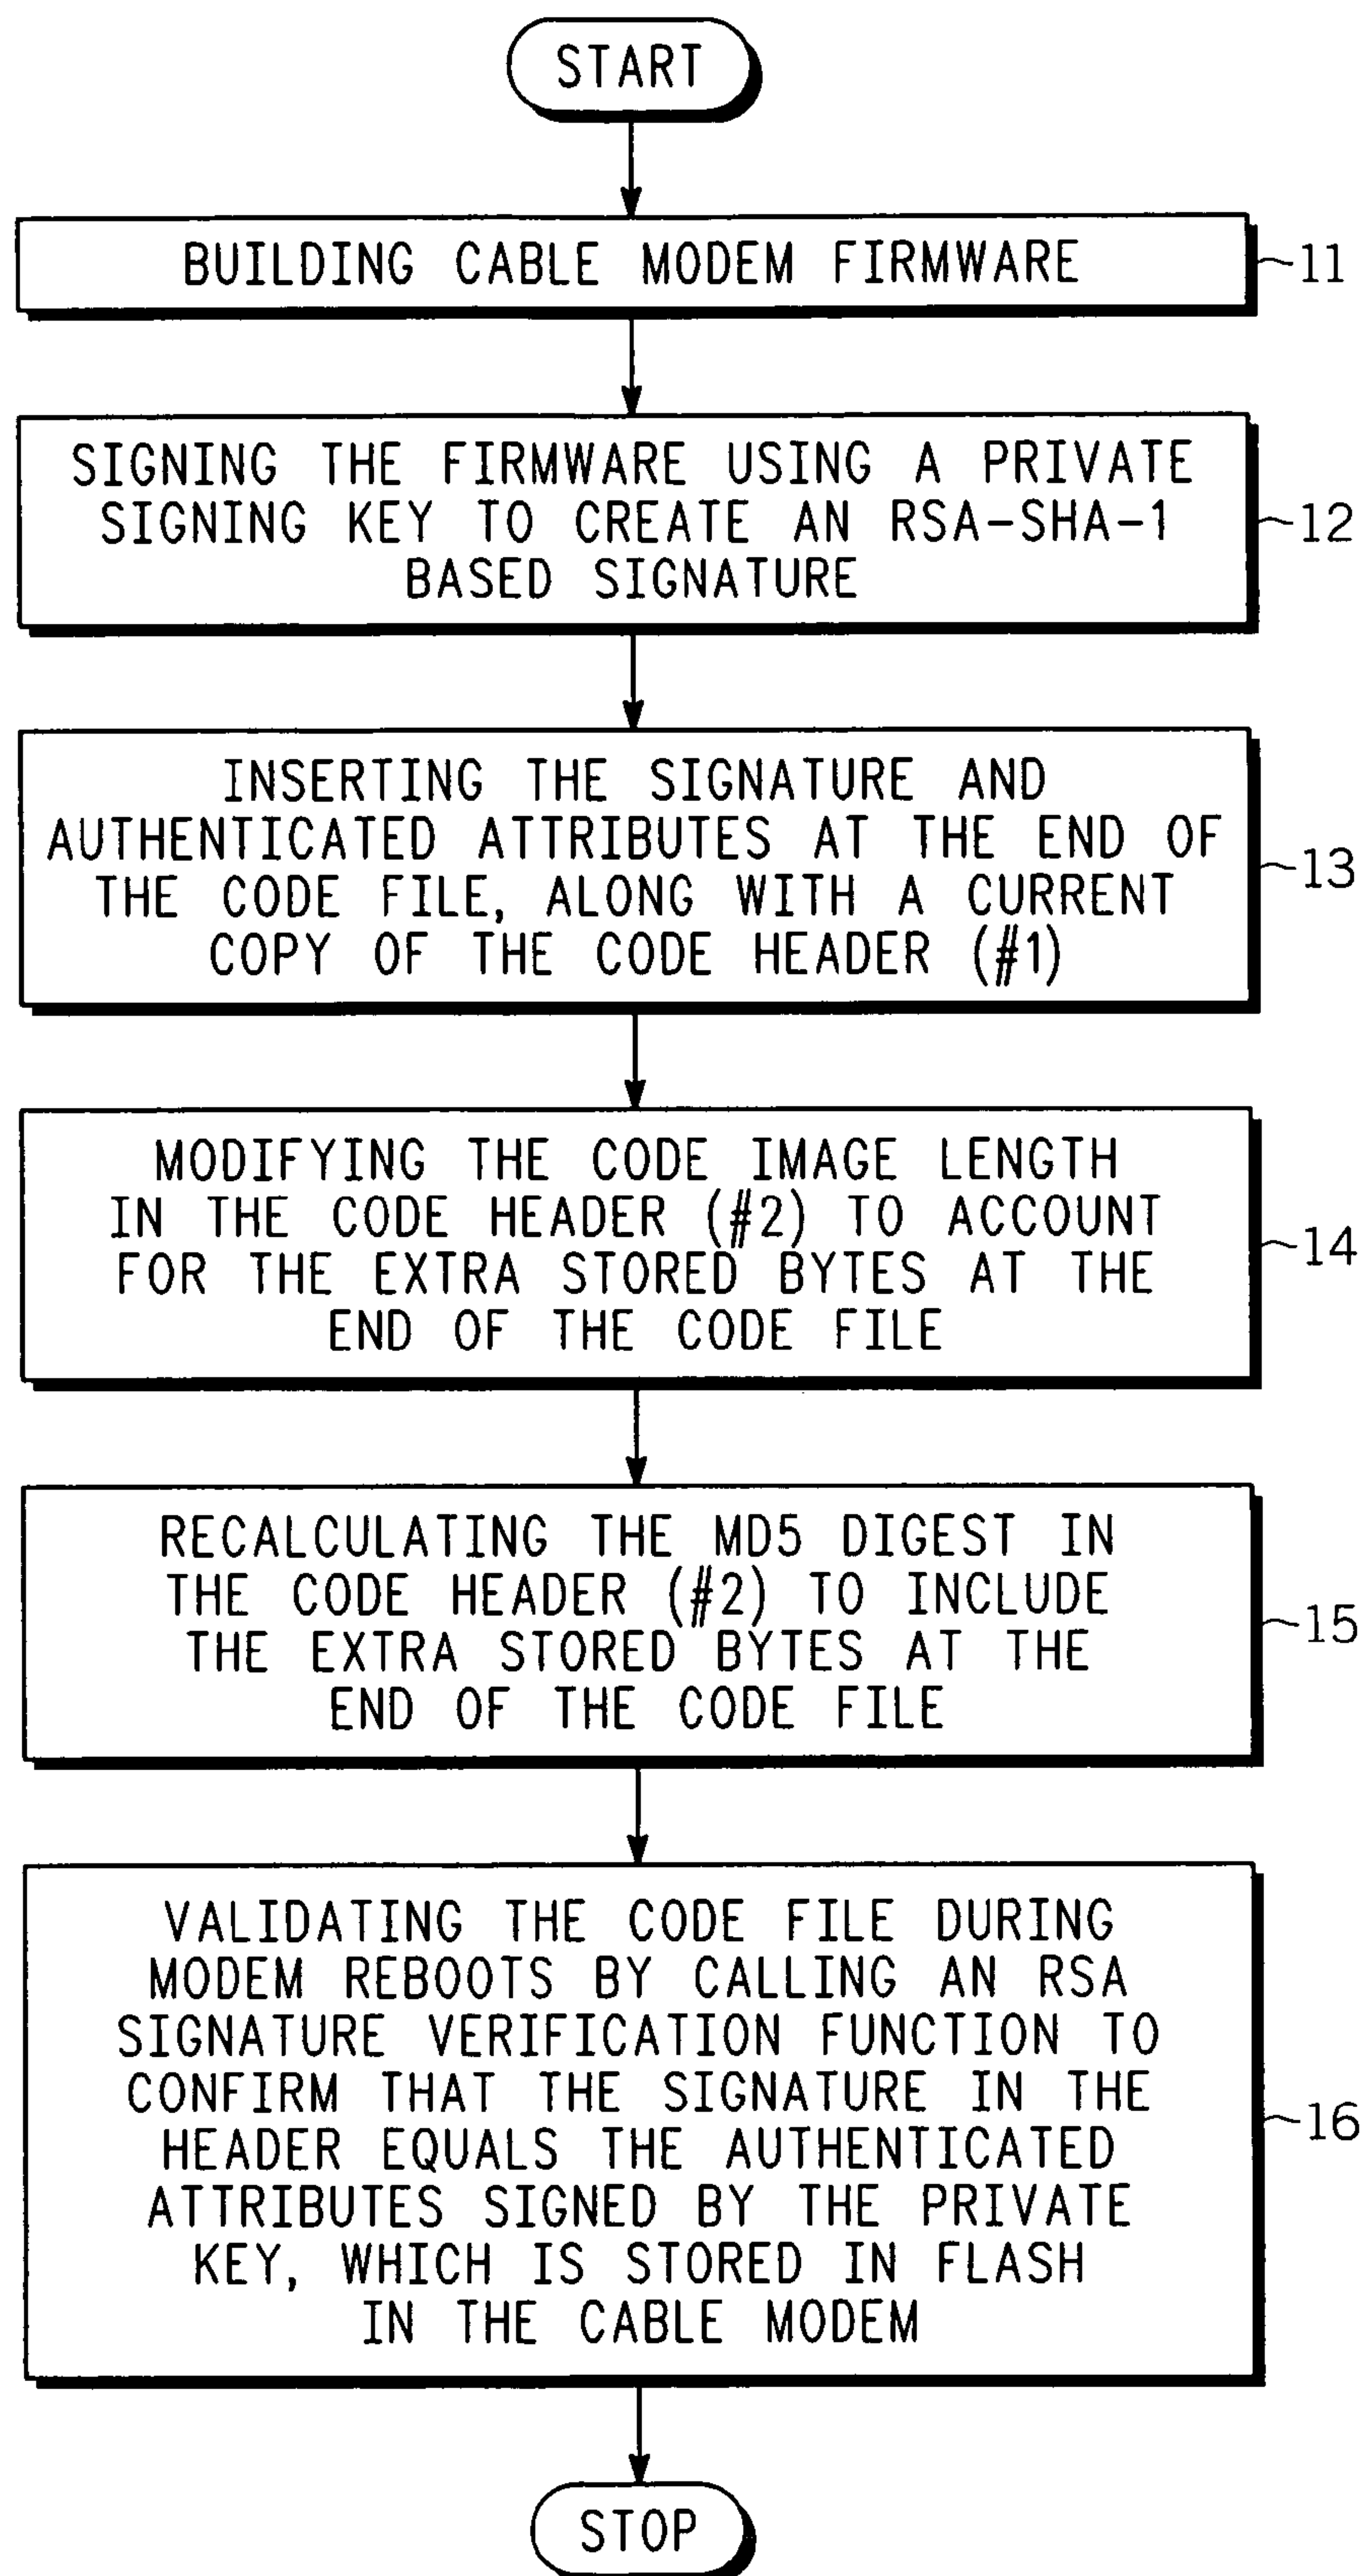 START
BUILDING CABLE MODEM FIRMWARE
11
SIGNING THE FIRMWARE USING A PRIVATE
SIGNING KEY TO CREATE AN RSA-SHA-1
BASED SIGNATURE
12
INSERTING THE SIGNATURE AND
AUTHENTICATED ATTRIBUTES AT THE END OF
THE CODE FILE, ALONG WITH A CURRENT
COPY OF THE CODE HEADER (#1)
13
MODIFYING THE CODE IMAGE LENGTH
IN THE CODE HEADER (#2) TO ACCOUNT
FOR THE EXTRA STORED BYTES AT THE
END OF THE CODE FILE
14
RECALCULATING THE MD5 DIGEST IN
THE CODE HEADER (#2) TO INCLUDE
THE EXTRA STORED BYTES AT THE
END OF THE CODE FILE
15
VALIDATING THE CODE FILE DURING
MODEM REBOOTS BY CALLING AN RSA
SIGNATURE VERIFICATION FUNCTION TO
CONFIRM THAT THE SIGNATURE IN THE
HEADER EQUALS THE AUTHENTICATED
ATTRIBUTES SIGNED BY THE PRIVATE
KEY, WHICH IS STORED IN FLASH
IN THE CABLE MODEM
16
STOP